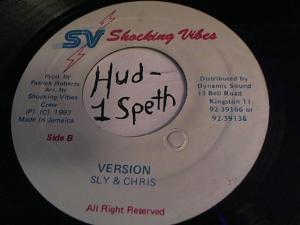 SV Shocking Vibes
Prod. by
Patrick Roberts
Arr. By
Shocking Vibes
Crew
(P) (C) 1993
Made in Jamaica
Hud-
1 Speth
Distributed by
Dynamic Sound
15 Bell Road
Kingston 11.
92-39166 or
92-39138
Side B
VERSION
SLY & CHRIS
All Right Reserved